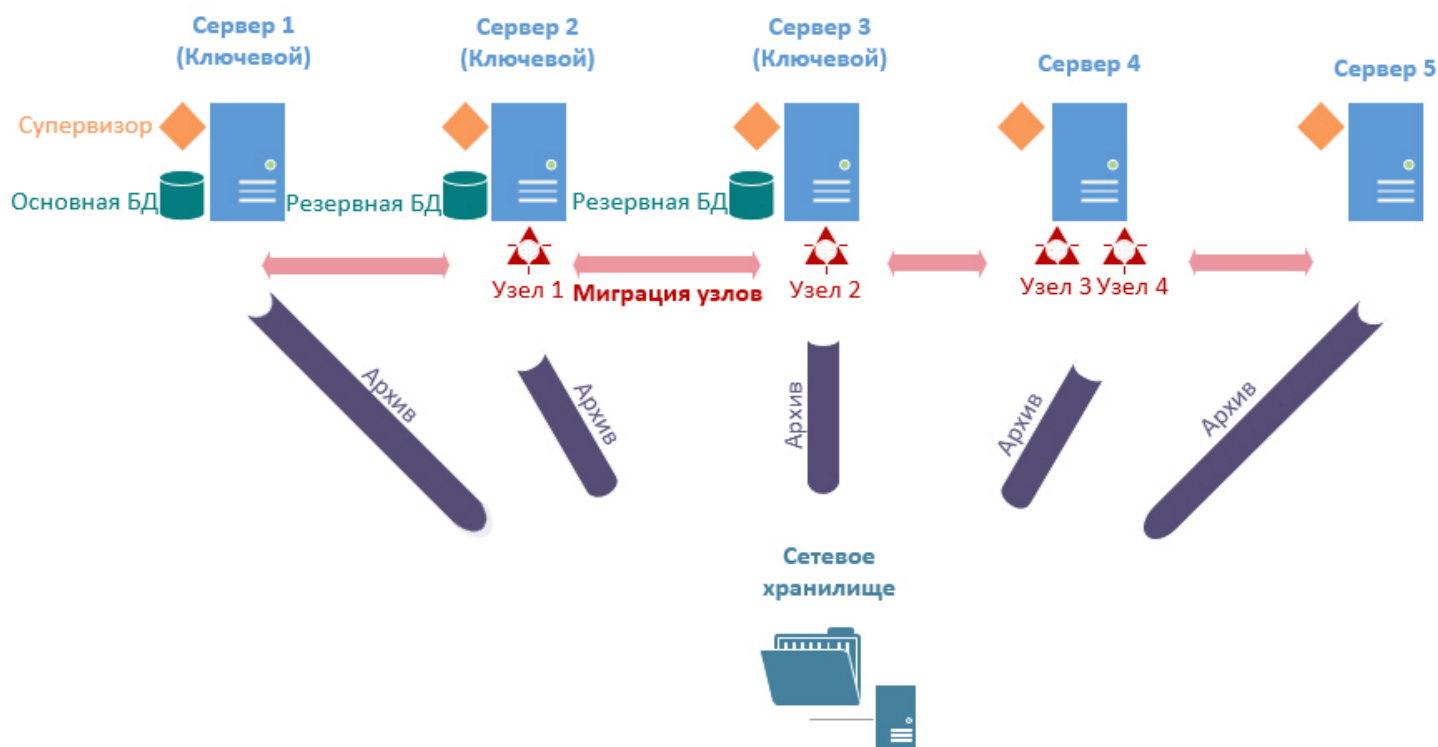 Сервер 1
(Ключевой)
Сервер 2
(Ключевой)
Сервер 3
(Ключевой)
Сервер 4
Сервер 5
Супервизор
Основная БД
Резервная БД
Резервная БД
Узел 1
Миграция узлов
Узел 2
Узел 3
Узел 4
Архив
Архив
Архив
Архив
Архив
Сетевое
хранилище